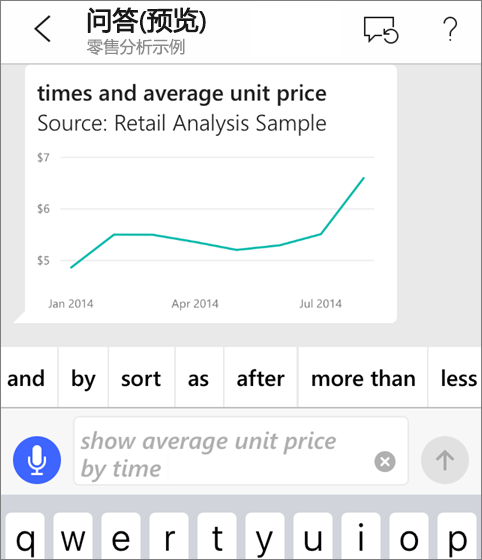 问答(预览)
零售分析示例
?
times and average unit price
Source: Retail Analysis Sample
$7
$6
$5
Jan 2014 Apr 2014 Jul 2014
and by sort as after more than less
show average unit price
by time
q w e r t y u i o p